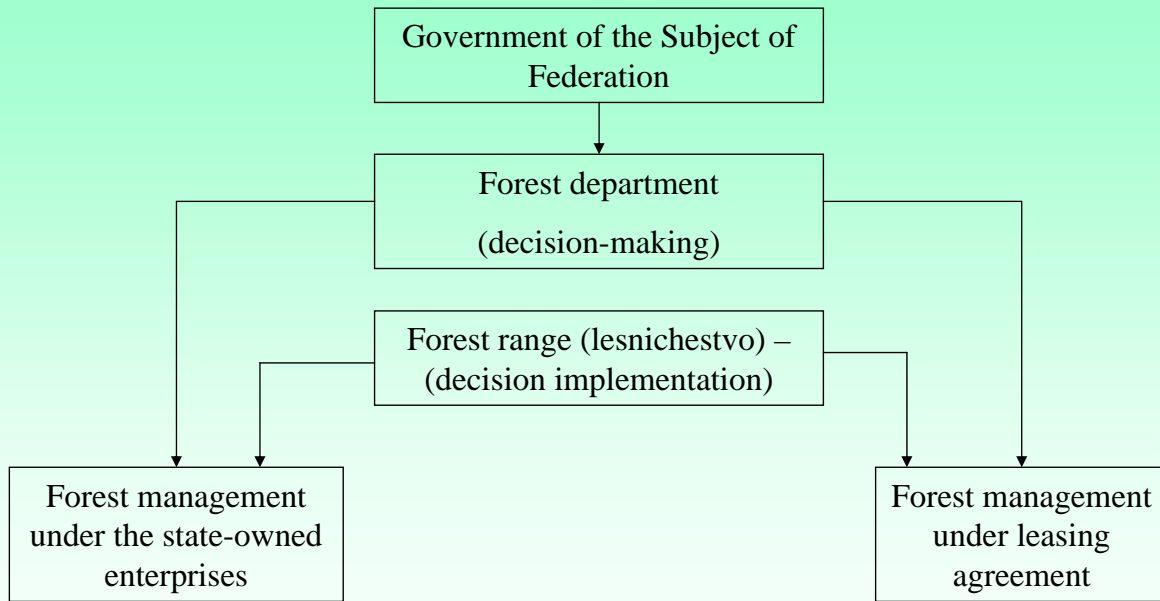 Government of the Subject of
Federation
Forest department
(decision-making)
Forest range (lesnichestvo) –
(decision implementation)
Forest management
under the state-owned
enterprises
Forest management
under leasing
agreement